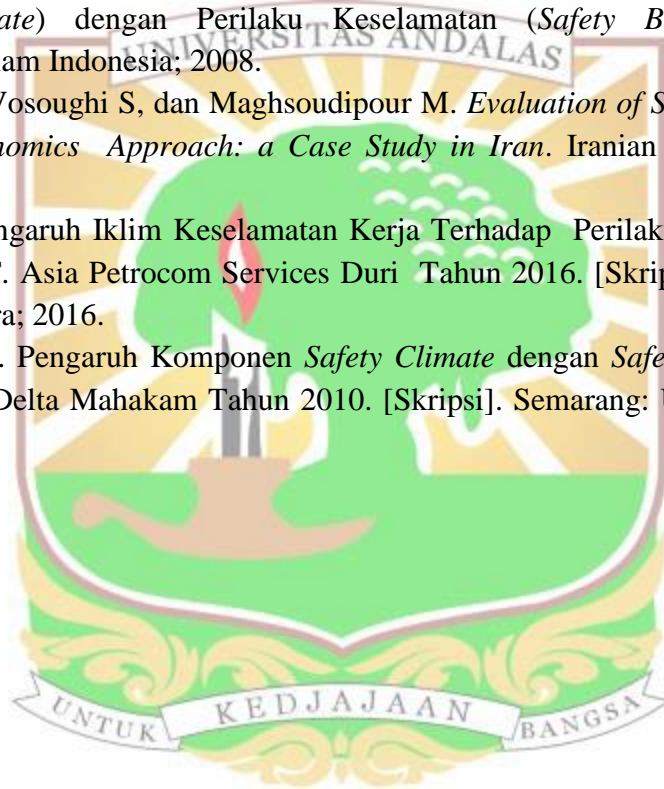 ate) dengan Perilaku Keselamatan (Safety B
UNIVERSITAS ANDALAS
am Indonesia; 2008.
Vosoughi S, dan Maghsoudipour M. Evaluation of S
nomics Approach: a Case Study in Iran. Iranian
ngaruh Iklim Keselamatan Kerja Terhadap Perilak
. Asia Petrocom Services Duri Tahun 2016. [Skrip
ra; 2016.
. Pengaruh Komponen Safety Climate dengan Safe
Delta Mahakam Tahun 2010. [Skripsi]. Semarang: U
UNTUK KEDJAJAAN BANGSA